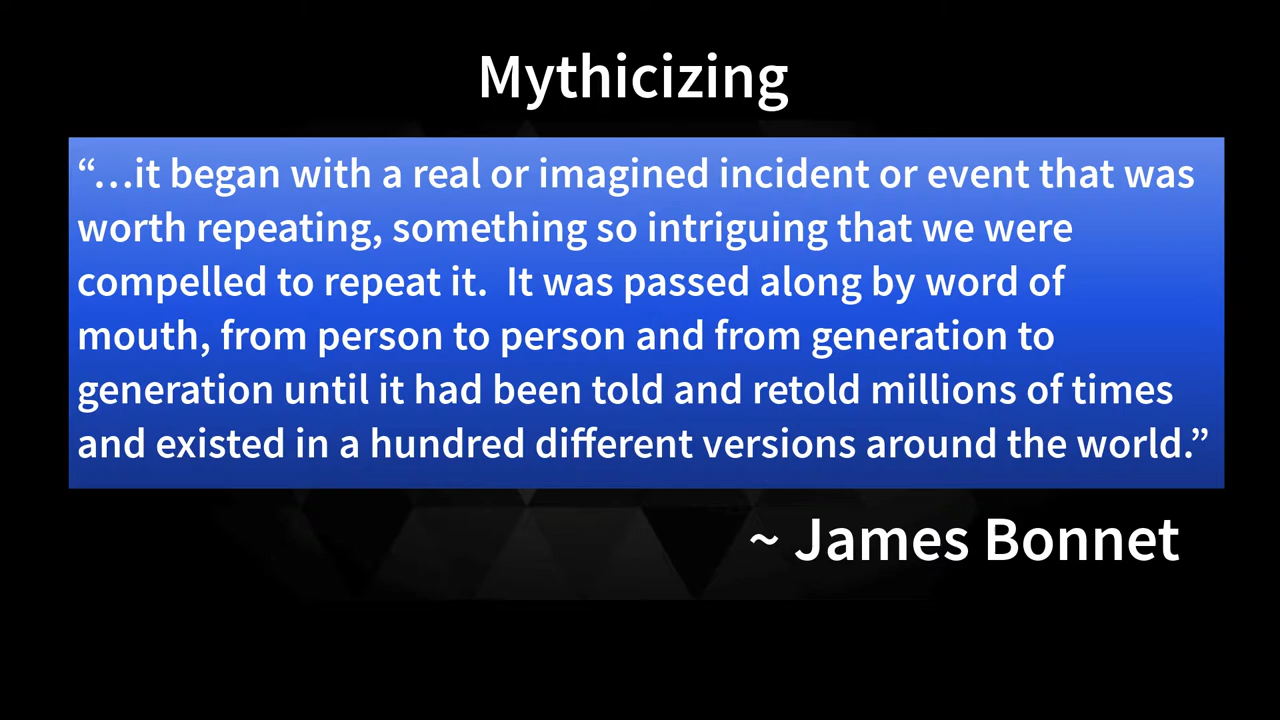 Mythicizing
“…it began with a real or imagined incident or event that was
worth repeating, something so intriguing that we were
compelled to repeat it.  It was passed along by word of
mouth, from person to person and from generation to
generation until it had been told and retold millions of times
and existed in a hundred different versions around the world.”
~ James Bonnet